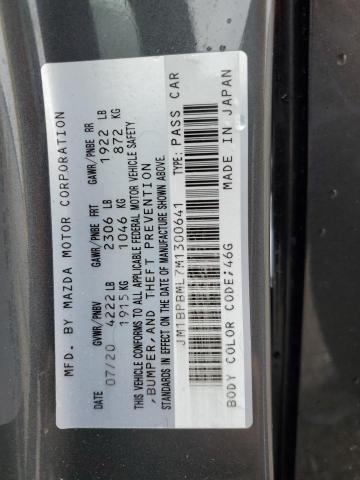 MFD. BY MAZDA MOTOR CORPORATION
DATE GVWR/PNBV GAWR/PNBE FRT GAWR/PNBE RR
07/20 4222 LB 2306 LB 1922 LB
1915 KG 1046 KG 872 KG
THIS VEHICLE CONFORMS TO ALL APPLICABLE FEDERAL MOTOR VEHICLE SAFETY
,BUMPER,AND THEFT PREVENTION
STANDARDS IN EFFECT ON THE DATE OF MANUFACTURE SHOWN ABOVE.
JM1BPBML7M1300641 TYPE: PASS CAR
BODY COLOR CODE;46G MADE IN JAPAN